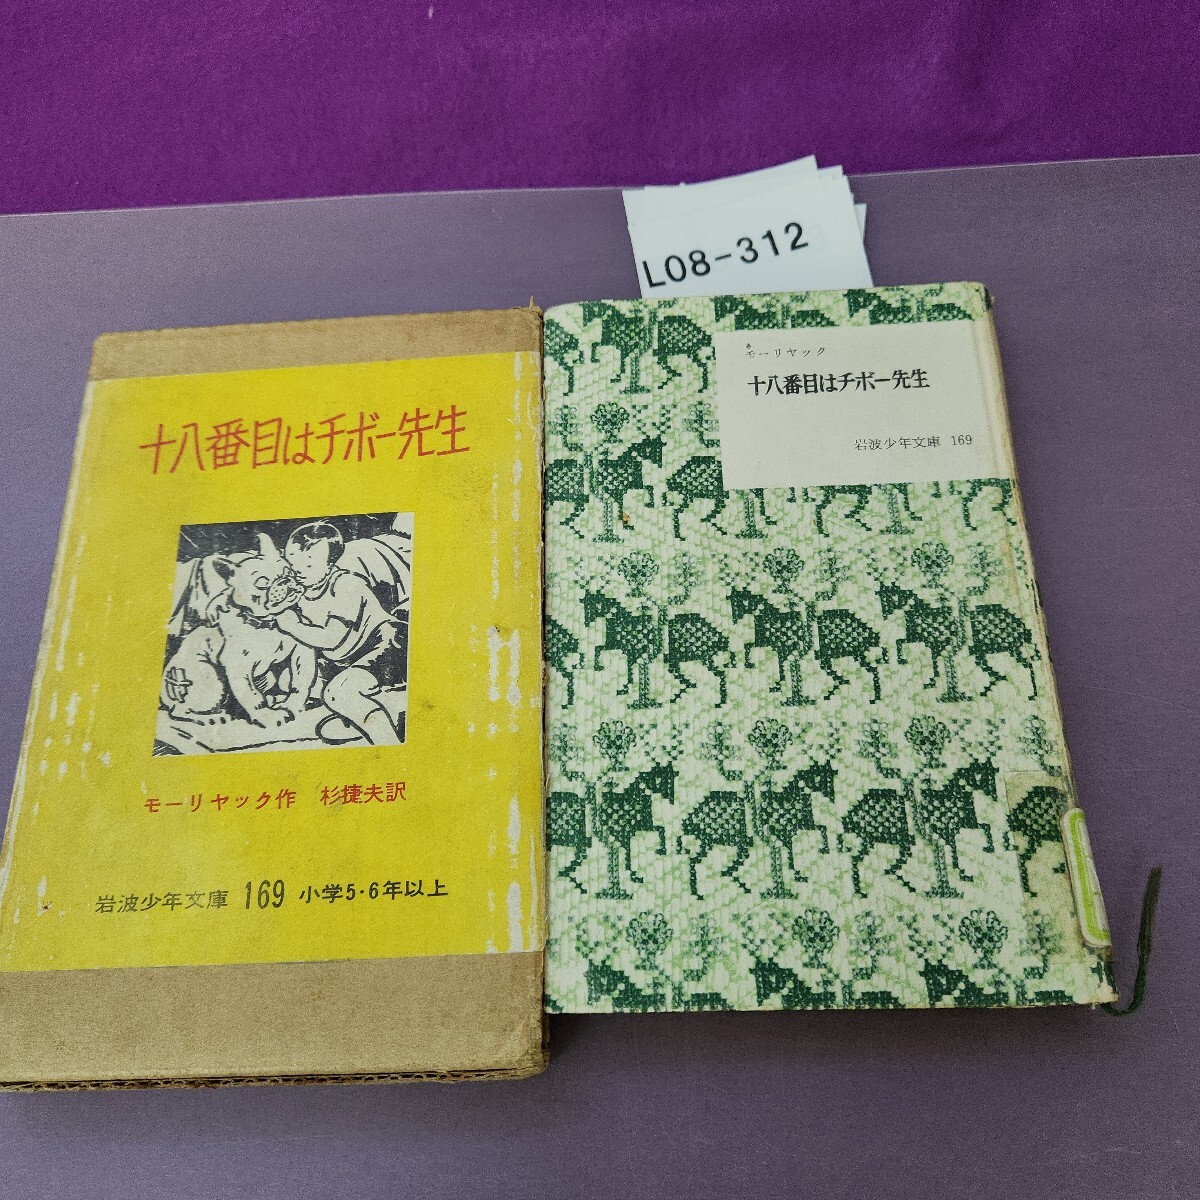 L08-312
十八番目はチボー先生
モーリヤック作 杉捷夫訳
岩波少年文庫 169 小学5・6年以上
モーリヤック
十八番目はチボー先生
岩波少年文庫 169